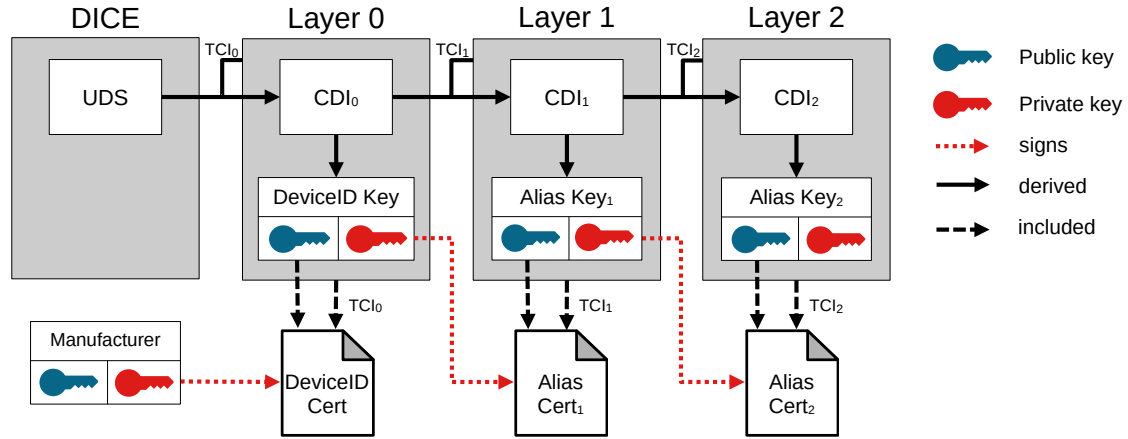 DICE
Layer 0
Layer 1
Layer 2
TCI₀
TCI₁
TCI₂
UDS
CDI₀
CDI₁
CDI₂
Public key
Private key
signs
derived
included
DeviceID Key
Alias Key₁
Alias Key₂
TCI₀
TCI₁
TCI₂
Manufacturer
DeviceID
Cert
Alias
Cert₁
Alias
Cert₂